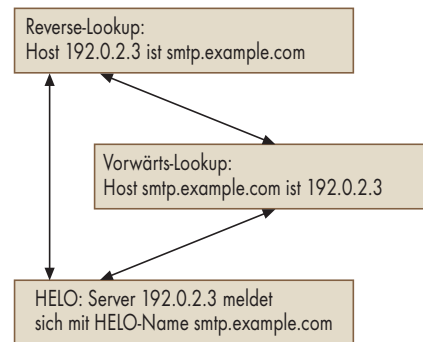 Reverse-Lookup:
Host 192.0.2.3 ist smtp.example.com
Vorwärts-Lookup:
Host smtp.example.com ist 192.0.2.3
HELO: Server 192.0.2.3 meldet
sich mit HELO-Name smtp.example.com